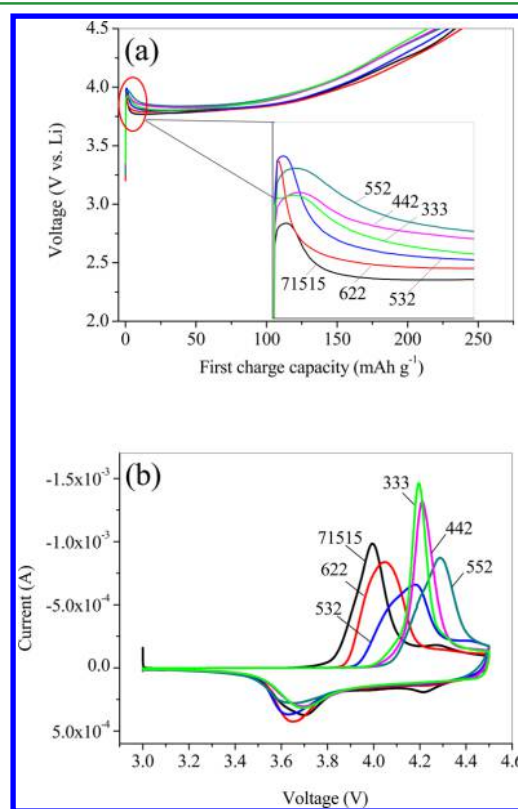 (a)
4.5
4.0
3.5
3.0
2.5
2.0
Voltage (V vs. Li)
552
442
333
71515
622
532
0 50 100 150 200 250
First charge capacity (mAh g⁻¹)
(b)
-1.5x10⁻³
-1.0x10⁻³
-5.0x10⁻⁴
0.0
5.0x10⁻⁴
Current (A)
333
71515
442
622
552
532
3.0 3.2 3.4 3.6 3.8 4.0 4.2 4.4 4.6
Voltage (V)